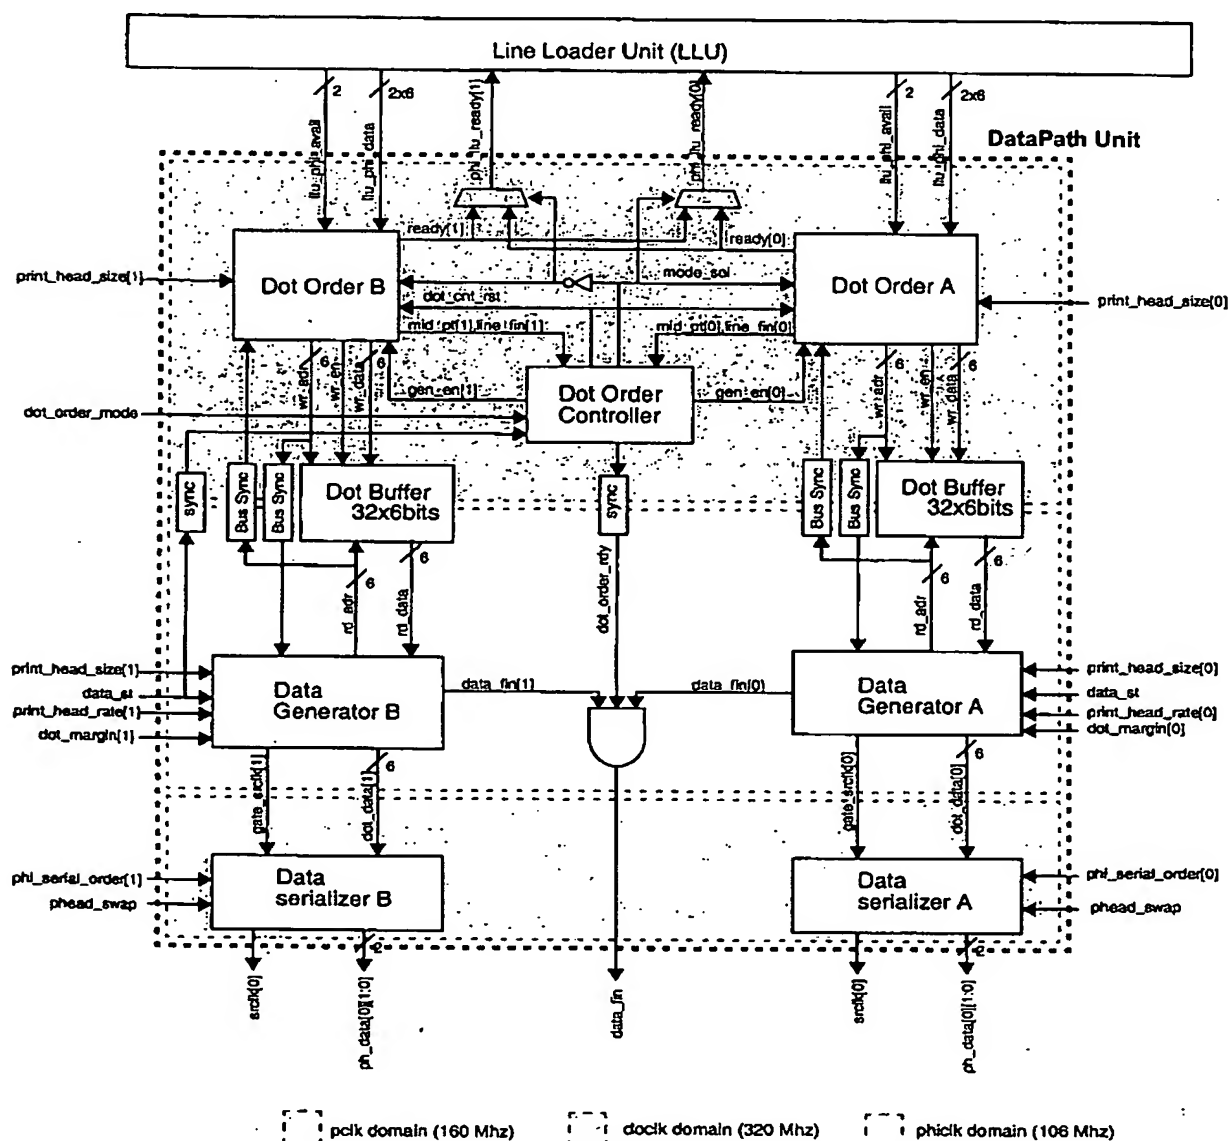 Line Loader Unit (LLU)
2
2x6
2
2x6
llu_phi_avail
llu_phi_data
phi_llu_ready[1]
phi_llu_ready[0]
llu_phi_avail
llu_phi_data
DataPath Unit
ready[1]
ready[0]
print_head_size[1]
Dot Order B
mode_sel
Dot Order A
print_head_size[0]
dot_cnt_rst
mid_pt[1],line_fin[1]
mid_pt[0],line_fin[0]
6
wr_adr
wr_en
wr_data
6
gen_en[1]
Dot Order
Controller
gen_en[0]
6
wr_adr
wr_en
wr_data
6
dot_order_mode
sync
Bus Sync
Bus Sync
Dot Buffer
32x6bits
sync
Bus Sync
Bus Sync
Dot Buffer
32x6bits
6
6
rd_adr
rd_data
dot_order_rdy
6
6
rd_adr
rd_data
print_head_size[1]
data_st
print_head_rate[1]
dot_margin[1]
Data
Generator B
data_fin[1]
data_fin[0]
Data
Generator A
print_head_size[0]
data_st
print_head_rate[0]
dot_margin[0]
gate_srclk[1]
dot_data[1]
6
gate_srclk[0]
dot_data[0]
6
phi_serial_order[1]
phead_swap
Data
serializer B
Data
serializer A
phi_serial_order[0]
phead_swap
2
2
srclk[0]
ph_data[0][1:0]
data_fin
srclk[0]
ph_data[0][1:0]
pclk domain (160 Mhz)
doclk domain (320 Mhz)
phiclk domain (106 Mhz)